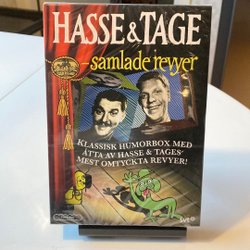 HASSE & TAGE
– samlade revyer
KLASSISK HUMORBOX MED
ÅTTA AV HASSE & TAGES
MEST OMTYCKTA REVYER!